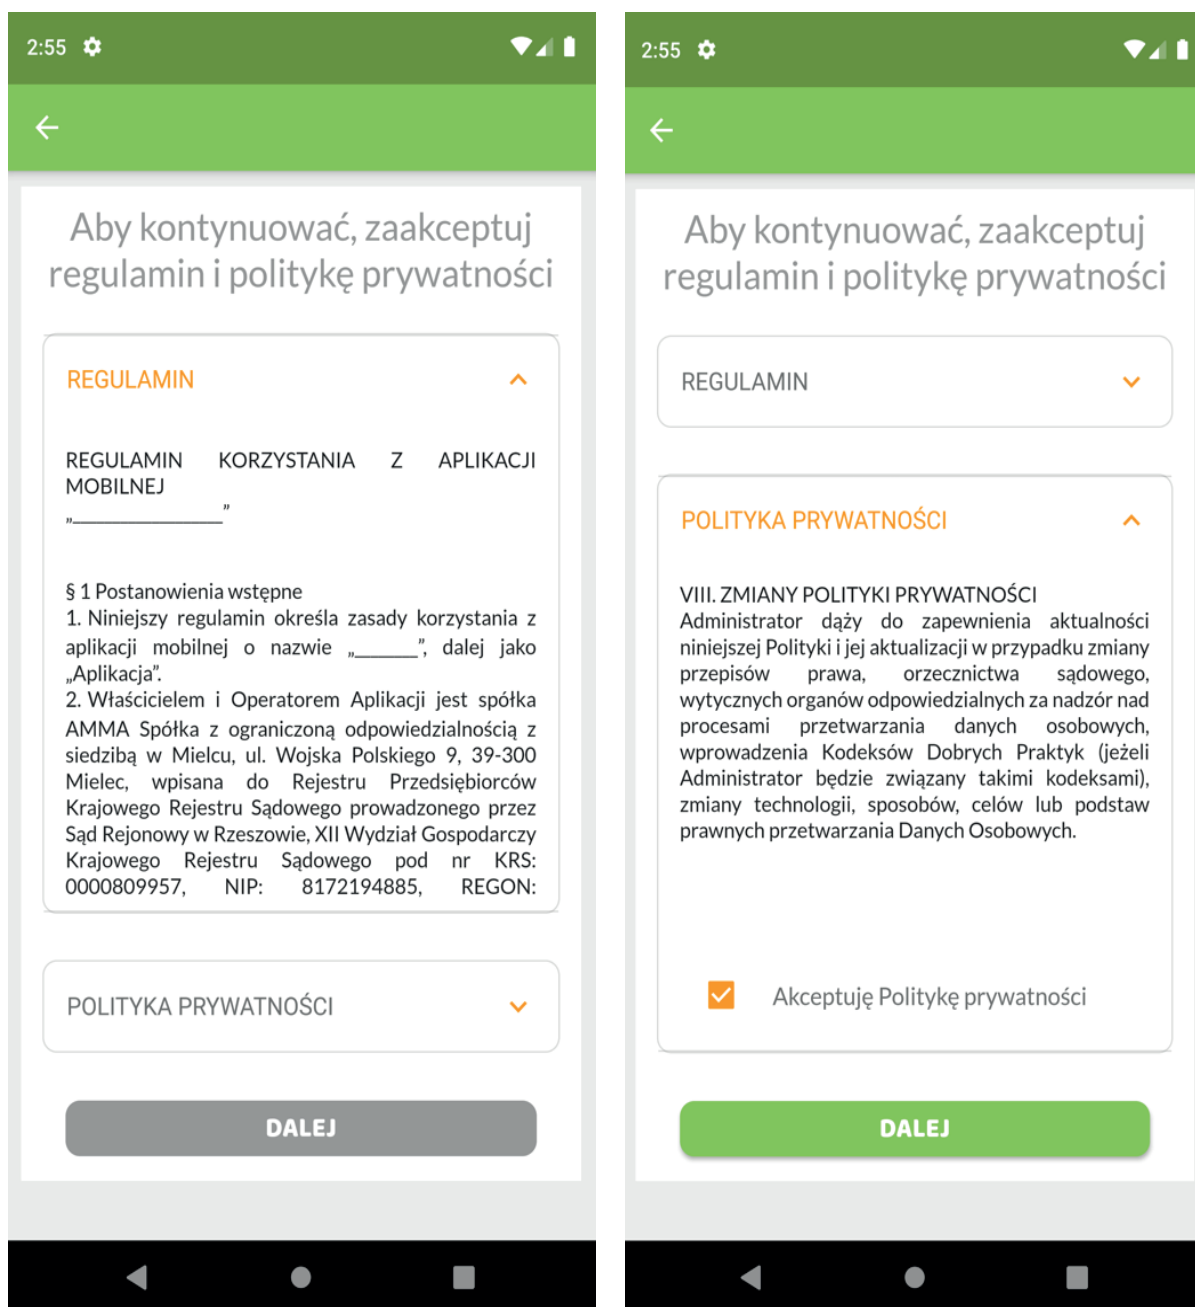 2:55
Aby kontynuować, zaakceptuj
regulamin i politykę prywatności
REGULAMIN
REGULAMIN KORZYSTANIA Z APLIKACJI
MOBILNEJ
„___________________”
§ 1 Postanowienia wstępne
1. Niniejszy regulamin określa zasady korzystania z
aplikacji mobilnej o nazwie „________”, dalej jako
„Aplikacja”.
2. Właścicielem i Operatorem Aplikacji jest spółka
AMMA Spółka z ograniczoną odpowiedzialnością z
siedzibą w Mielcu, ul. Wojska Polskiego 9, 39-300
Mielec, wpisana do Rejestru Przedsiębiorców
Krajowego Rejestru Sądowego prowadzonego przez
Sąd Rejonowy w Rzeszowie, XII Wydział Gospodarczy
Krajowego Rejestru Sądowego pod nr KRS:
0000809957, NIP: 8172194885, REGON:
POLITYKA PRYWATNOŚCI
DALEJ
2:55
Aby kontynuować, zaakceptuj
regulamin i politykę prywatności
REGULAMIN
POLITYKA PRYWATNOŚCI
VIII. ZMIANY POLITYKI PRYWATNOŚCI
Administrator dąży do zapewnienia aktualności
niniejszej Polityki i jej aktualizacji w przypadku zmiany
przepisów prawa, orzecznictwa sądowego,
wytycznych organów odpowiedzialnych za nadzór nad
procesami przetwarzania danych osobowych,
wprowadzenia Kodeksów Dobrych Praktyk (jeżeli
Administrator będzie związany takimi kodeksami),
zmiany technologii, sposobów, celów lub podstaw
prawnych przetwarzania Danych Osobowych.
Akceptuję Politykę prywatności
DALEJ